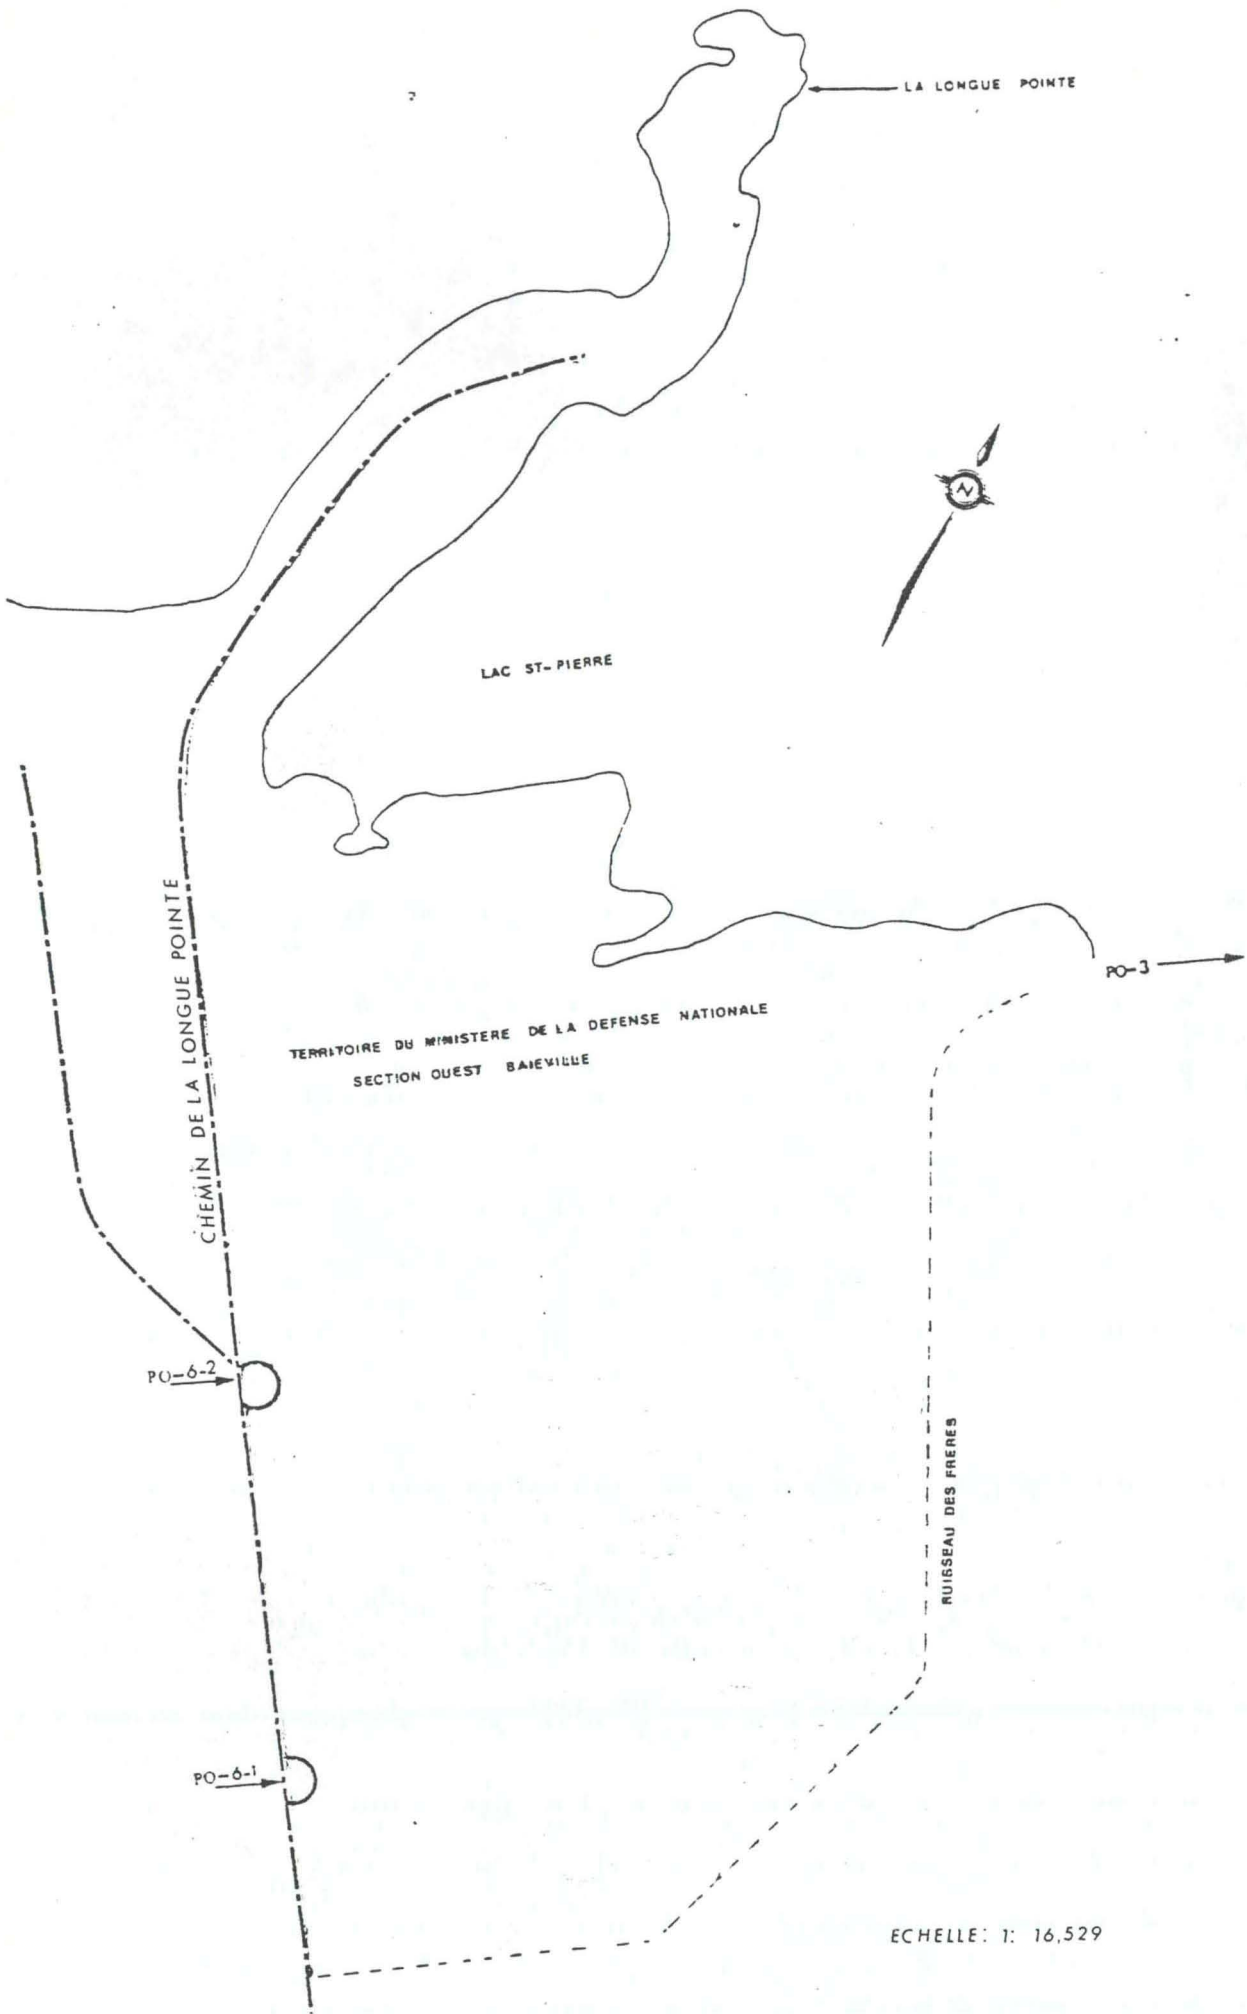 LA LONGUE POINTE
N
LAC ST-PIERRE
CHEMIN DE LA LONGUE POINTE
PO-3
TERRITOIRE DU MINISTERE DE LA DEFENSE NATIONALE
SECTION OUEST BAIEVILLE
PO-6-2
RUISSEAU DES FRERES
PO-6-1
ECHELLE: 1: 16,529